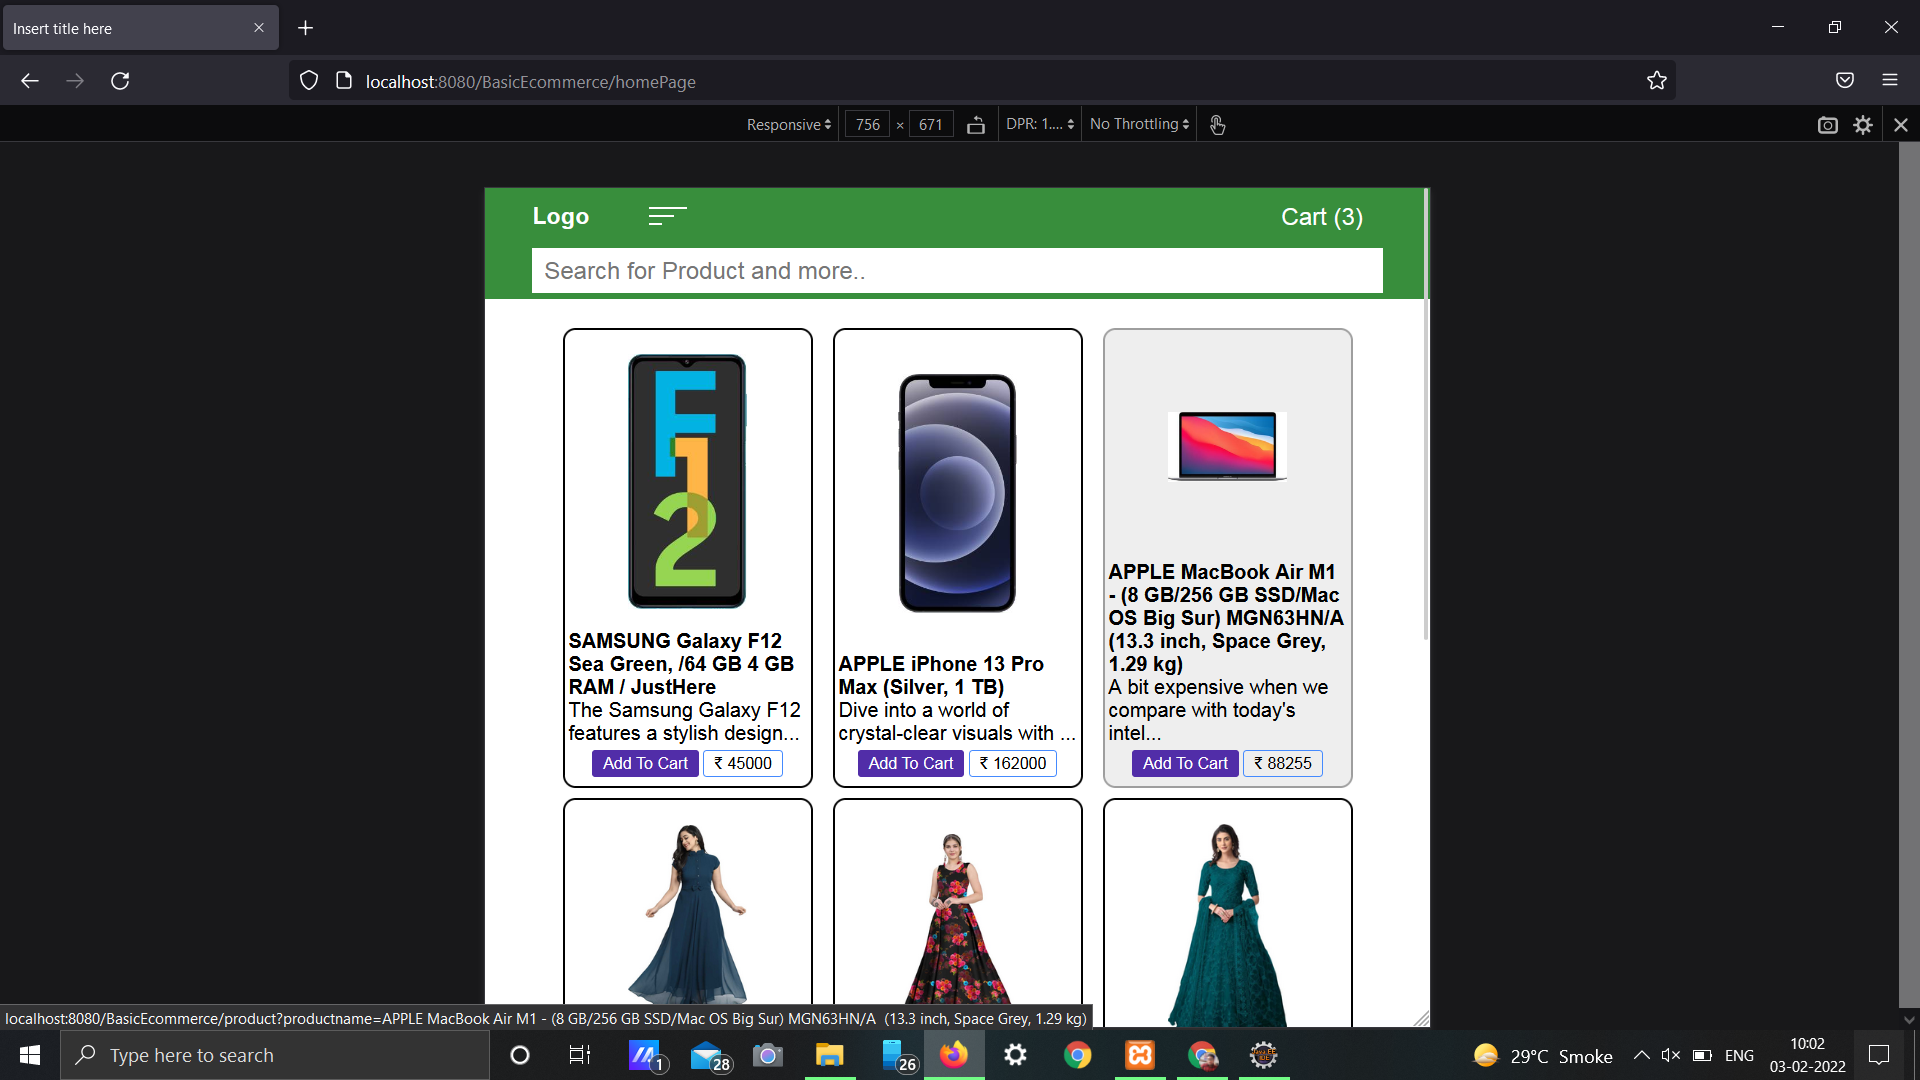 Insert title here
localhost:8080/BasicEcommerce/homePage
Responsive 756 × 671 DPR: 1.... No Throttling
Logo Cart (3)
Search for Product and more..
F12
SAMSUNG Galaxy F12
Sea Green, /64 GB 4 GB
RAM / JustHere
The Samsung Galaxy F12
features a stylish design...
Add To Cart ₹ 45000
APPLE iPhone 13 Pro
Max (Silver, 1 TB)
Dive into a world of
crystal-clear visuals with ...
Add To Cart ₹ 162000
APPLE MacBook Air M1
- (8 GB/256 GB SSD/Mac
OS Big Sur) MGN63HN/A
(13.3 inch, Space Grey,
1.29 kg)
A bit expensive when we
compare with today's
intel...
Add To Cart ₹ 88255
localhost:8080/BasicEcommerce/product?productname=APPLE MacBook Air M1 - (8 GB/256 GB SSD/Mac OS Big Sur) MGN63HN/A (13.3 inch, Space Grey, 1.29 kg)
Type here to search
1
28
26
29°C Smoke
ENG
10:02
03-02-2022